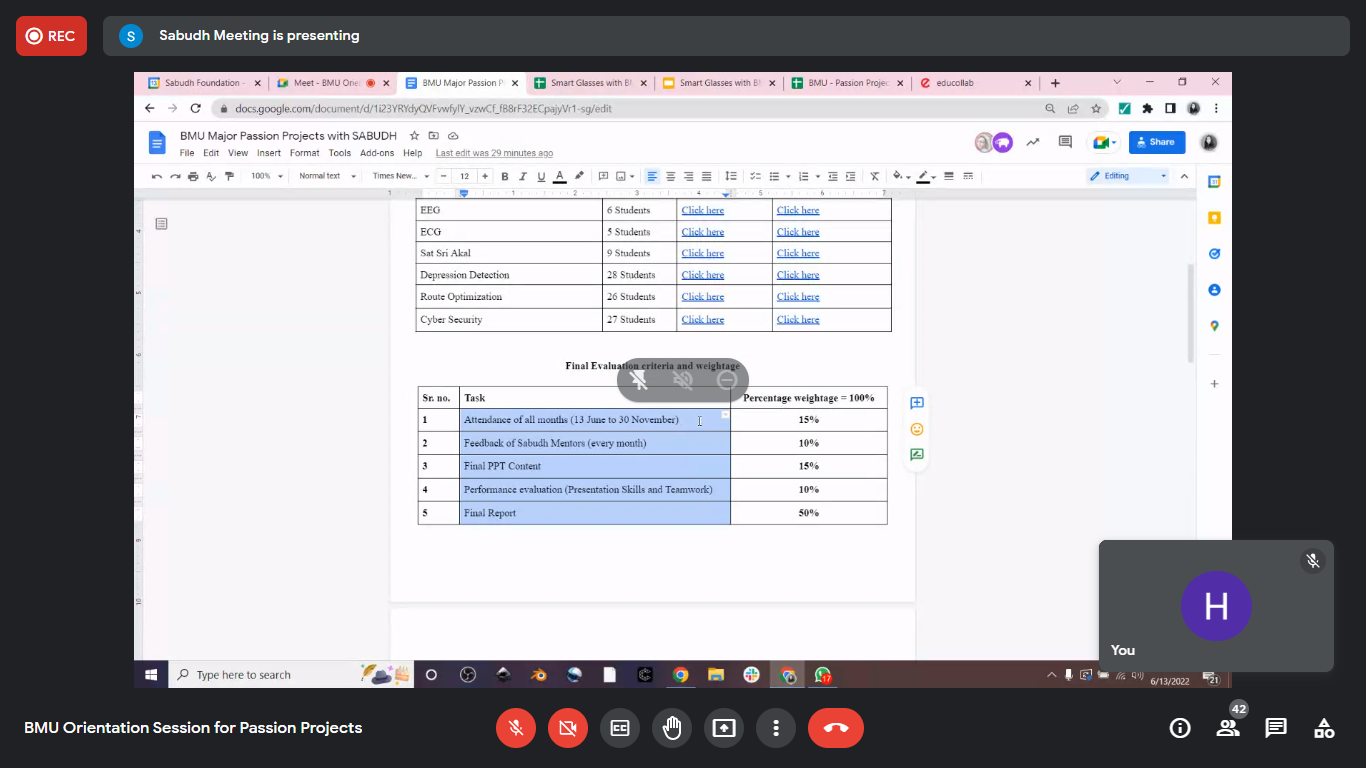 REC
S
Sabudh Meeting is presenting
Sabudh Foundation -
Meet - BMU Orie
BMU Major Passion P
Smart Glasses with B
Smart Glasses with B
BMU - Passion Projec
educollab
docs.google.com/document/d/1i23YRYdyQVFvwfylY_vzwCf_f88rF32ECpajyVr1-sg/edit
BMU Major Passion Projects with SABUDH
File Edit View Insert Format Tools Add-ons Help Last edit was 29 minutes ago
Share
100% Normal text Times New... 12 B I U A Editing
EEG 6 Students Click here Click here
ECG 5 Students Click here Click here
Sat Sri Akal 9 Students Click here Click here
Depression Detection 28 Students Click here Click here
Route Optimization 26 Students Click here Click here
Cyber Security 27 Students Click here Click here
Final Evaluation criteria and weightage
Sr. no. Task Percentage weightage = 100%
1 Attendance of all months (13 June to 30 November) 15%
2 Feedback of Sabudh Mentors (every month) 10%
3 Final PPT Content 15%
4 Performance evaluation (Presentation Skills and Teamwork) 10%
5 Final Report 50%
H
You
Type here to search
17
6/13/2022
21
BMU Orientation Session for Passion Projects
CC
42